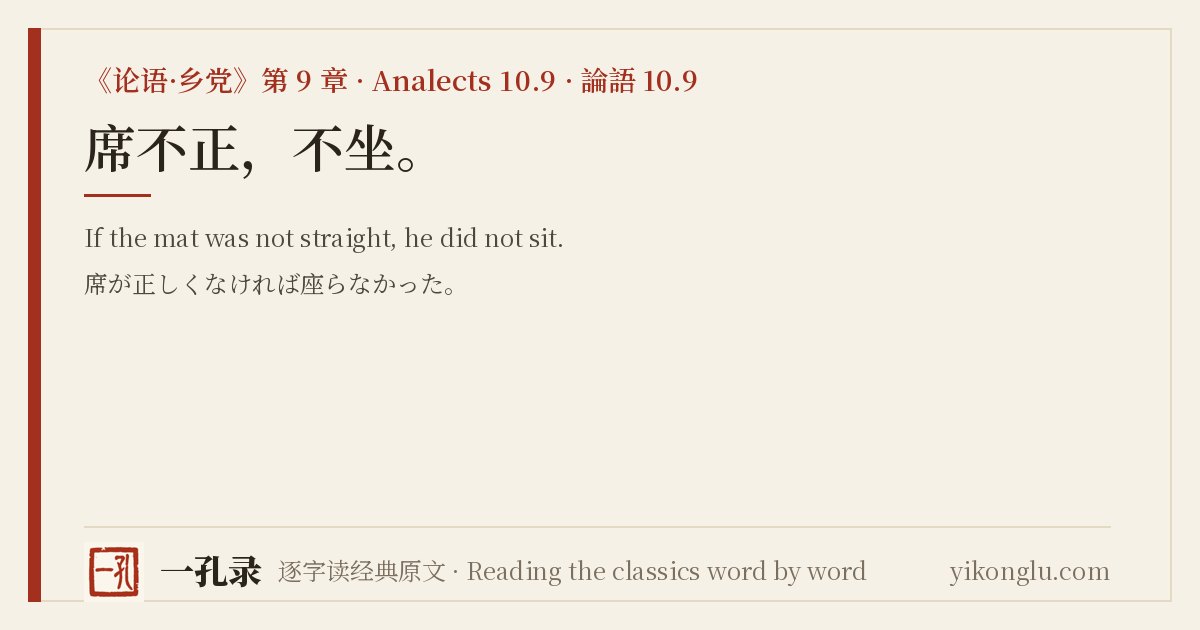 《论语·乡党》第 9 章 · Analects 10.9 · 論語 10.9
席不正，不坐。
If the mat was not straight, he did not sit.
席が正しくなければ座らなかった。
一孔
一孔录 逐字读经典原文 · Reading the classics word by word yikonglu.com